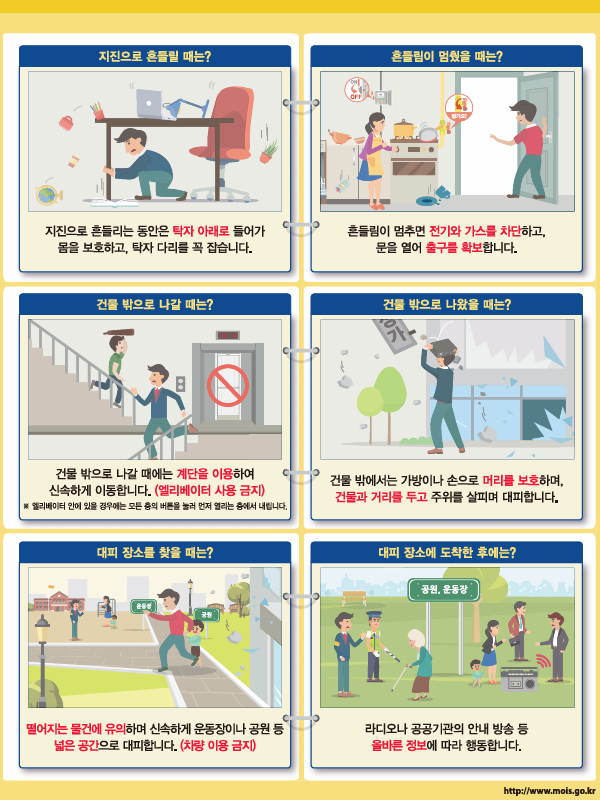 지진으로 흔들릴 때는?
지진으로 흔들리는 동안은 탁자 아래로 들어가
몸을 보호하고, 탁자 다리를 꼭 잡습니다.
흔들림이 멈췄을 때는?
ON
OFF
잠가요!
흔들림이 멈추면 전기와 가스를 차단하고,
문을 열어 출구를 확보합니다.
건물 밖으로 나갈 때는?
건물 밖으로 나갈 때에는 계단을 이용하여
신속하게 이동합니다. (엘리베이터 사용 금지)
※ 엘리베이터 안에 있을 경우에는 모든 층의 버튼을 눌러 먼저 열리는 층에서 내립니다.
건물 밖으로 나왔을 때는?
상가
건물 밖에서는 가방이나 손으로 머리를 보호하며,
건물과 거리를 두고 주위를 살피며 대피합니다.
대피 장소를 찾을 때는?
운동장
공원
떨어지는 물건에 유의하며 신속하게 운동장이나 공원 등
넓은 공간으로 대피합니다. (차량 이용 금지)
대피 장소에 도착한 후에는?
공원, 운동장
라디오나 공공기관의 안내 방송 등
올바른 정보에 따라 행동합니다.
http://www.mois.go.kr